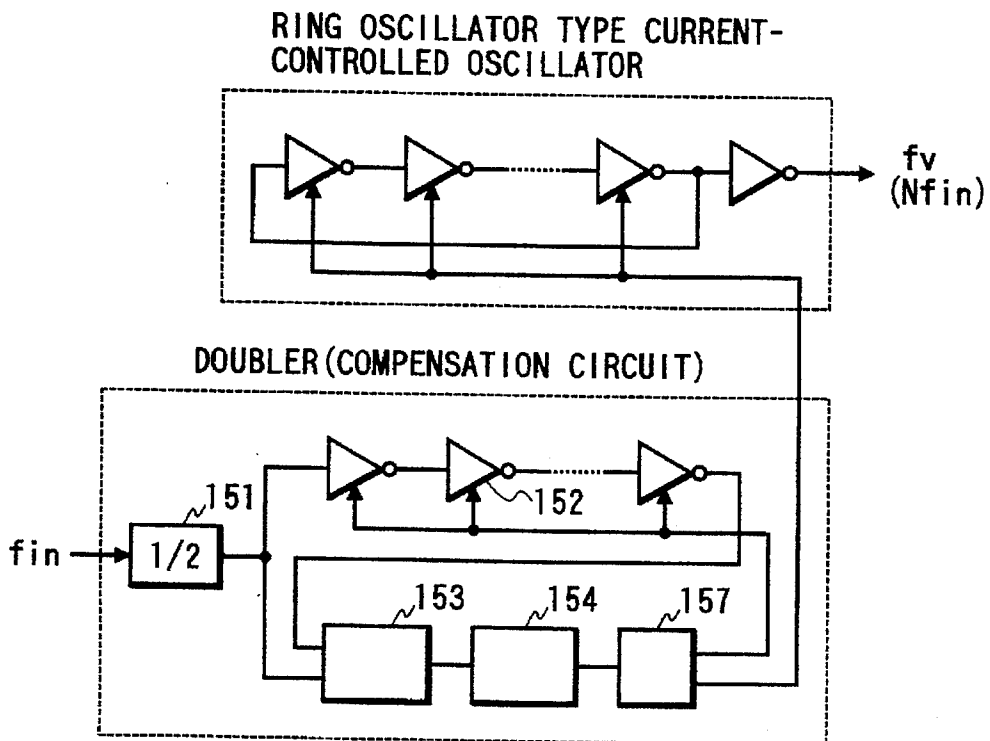 RING OSCILLATOR TYPE CURRENT-
CONTROLLED OSCILLATOR
fv
(Nfin)
DOUBLER(COMPENSATION CIRCUIT)
151
152
fin
1/2
153
154
157